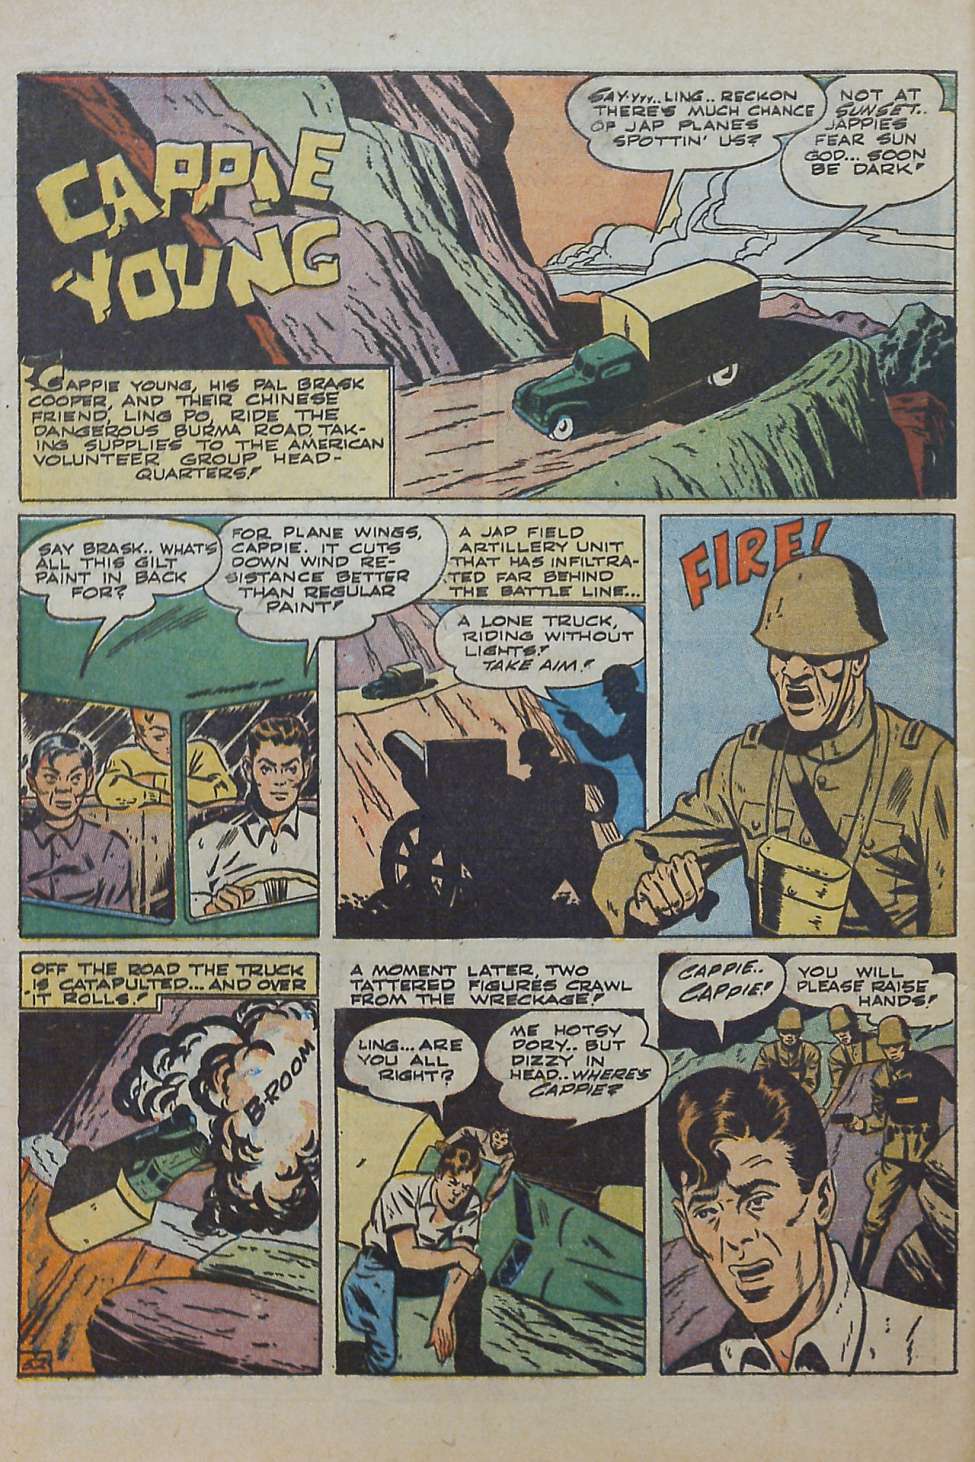 CAPPIE
YOUNG
SAY-YYY..LING.. RECKON
THERE'S MUCH CHANCE
OF JAP PLANES
SPOTTIN' US?
NOT AT
SUNSET..
JAPPIES
FEAR SUN
GOD... SOON
BE DARK!
CAPPIE YOUNG, HIS PAL BRASK
COOPER, AND THEIR CHINESE
FRIEND, LING PO, RIDE THE
DANGEROUS BURMA ROAD, TAK-
ING SUPPLIES TO THE AMERICAN
VOLUNTEER GROUP HEAD-
QUARTERS!
SAY BRASK.. WHAT'S
ALL THIS GILT
PAINT IN BACK
FOR?
FOR PLANE WINGS,
CAPPIE. IT CUTS
DOWN WIND RE-
SISTANCE BETTER
THAN REGULAR
PAINT!
A JAP FIELD
ARTILLERY UNIT
THAT HAS INFILTRA-
TED FAR BEHIND
THE BATTLE LINE...
A LONE TRUCK,
RIDING WITHOUT
LIGHTS!
TAKE AIM!
FIRE!
OFF THE ROAD THE TRUCK
IS CATAPULTED... AND OVER
IT ROLLS!
B-ROOM
A MOMENT LATER, TWO
TATTERED FIGURES CRAWL
FROM THE WRECKAGE!
LING... ARE
YOU ALL
RIGHT?
ME HOTSY
DORY.. BUT
DIZZY IN
HEAD.. WHERE'S
CAPPIE?
CAPPIE..
CAPPIE!
YOU WILL
PLEASE RAISE
HANDS!